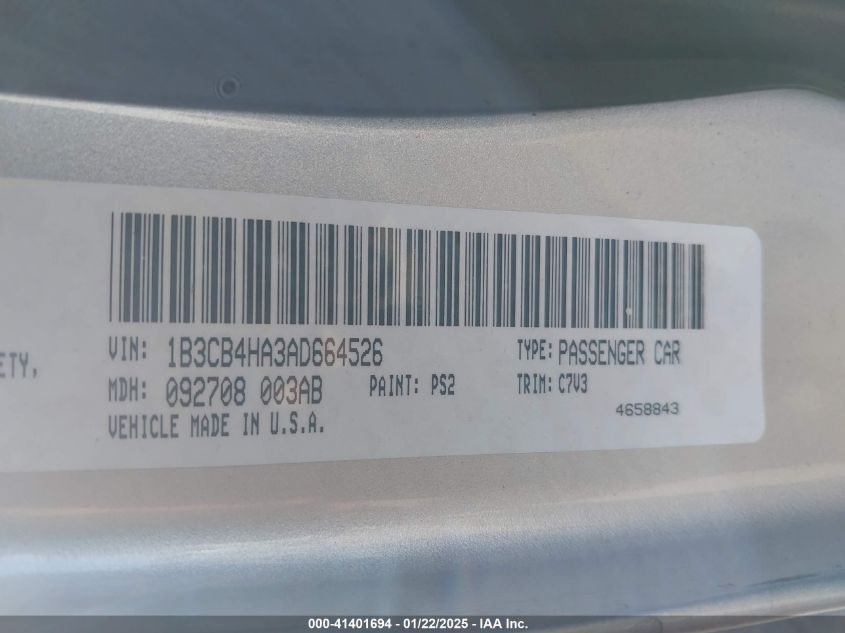 VIN: 1B3CB4HA3AD664526 TYPE: PASSENGER CAR
ETY,
MDH: 092708 003AB PAINT: PS2 TRIM: C7V3
VEHICLE MADE IN U.S.A. 4658843
000-41401694 - 01/22/2025 - IAA Inc.